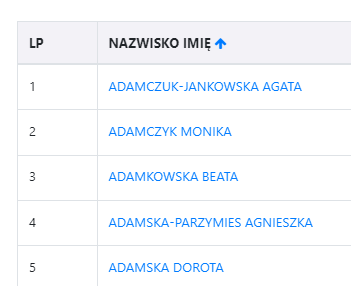 LP NAZWISKO IMIĘ
1 ADAMCZUK-JANKOWSKA AGATA
2 ADAMCZYK MONIKA
3 ADAMKOWSKA BEATA
4 ADAMSKA-PARZYMIES AGNIESZKA
5 ADAMSKA DOROTA